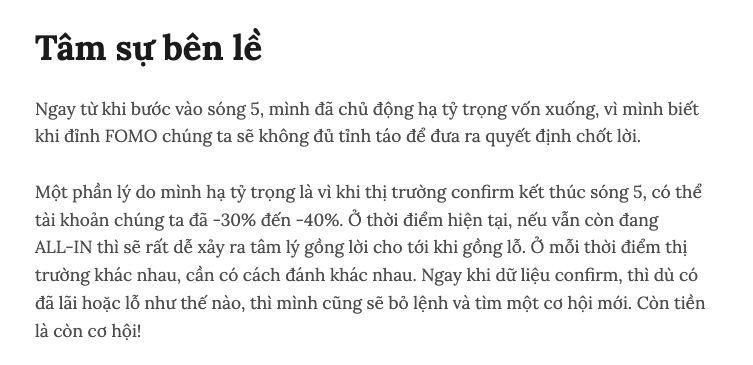 Tâm sự bên lề
Ngay từ khi bước vào sóng 5, mình đã chủ động hạ tỷ trọng vốn xuống, vì mình biết
khi đỉnh FOMO chúng ta sẽ không đủ tỉnh táo để đưa ra quyết định chốt lời.
Một phần lý do mình hạ tỷ trọng là vì khi thị trường confirm kết thúc sóng 5, có thể
tài khoản chúng ta đã -30% đến -40%. Ở thời điểm hiện tại, nếu vẫn còn đang
ALL-IN thì sẽ rất dễ xảy ra tâm lý gồng lời cho tới khi gồng lỗ. Ở mỗi thời điểm thị
trường khác nhau, cần có cách đánh khác nhau. Ngay khi dữ liệu confirm, thì dù có
đã lãi hoặc lỗ như thế nào, thì mình cũng sẽ bỏ lệnh và tìm một cơ hội mới. Còn tiền
là còn cơ hội!